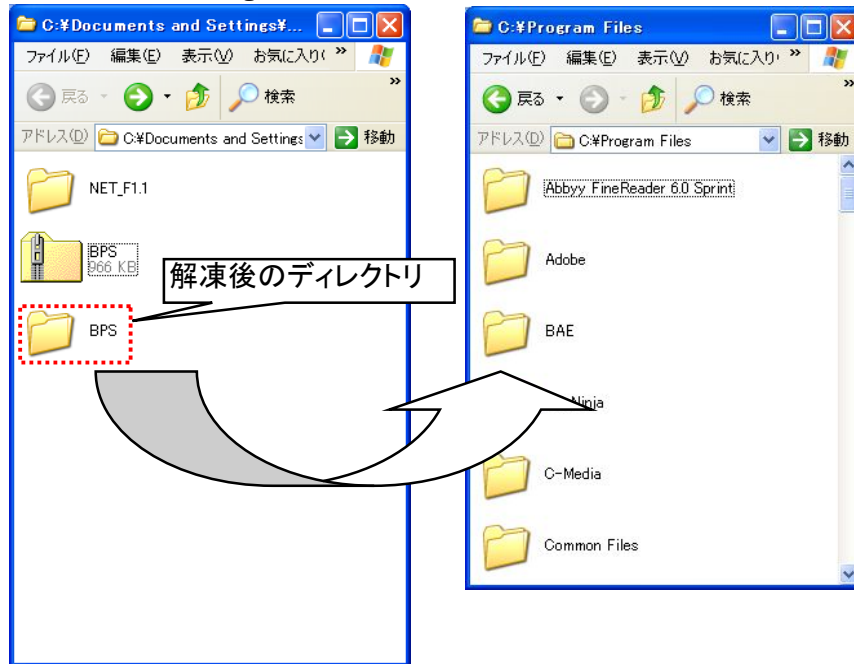 C:¥Documents and Settings¥...
ファイル(F) 編集(E) 表示(V) お気に入り( »
戻る 検索 »
アドレス(D) C:¥Documents and Settings 移動
NET_F1.1
BPS
966 KB
解凍後のディレクトリ
BPS
C:¥Program Files
ファイル(F) 編集(E) 表示(V) お気に入り »
戻る 検索 »
アドレス(D) C:¥Program Files 移動
Abbyy FineReader 6.0 Sprint
Adobe
BAE
Ninja
C-Media
Common Files